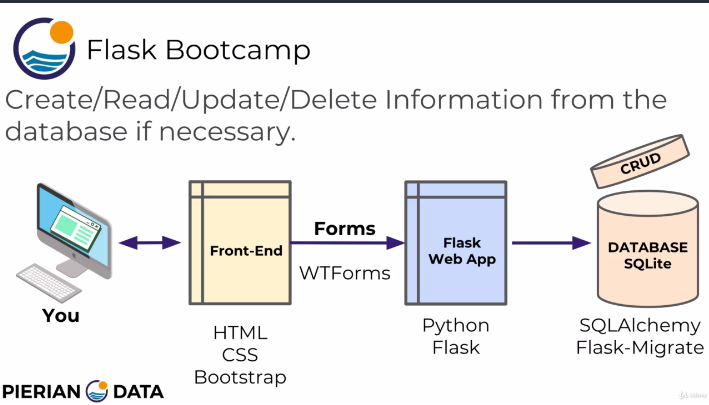 Flask Bootcamp
Create/Read/Update/Delete Information from the
database if necessary.
CRUD
Forms
Front-End
Flask
Web App
DATABASE
SQLite
WTForms
You
HTML
CSS
Bootstrap
Python
Flask
SQLAlchemy
Flask-Migrate
PIERIAN DATA
Udemy